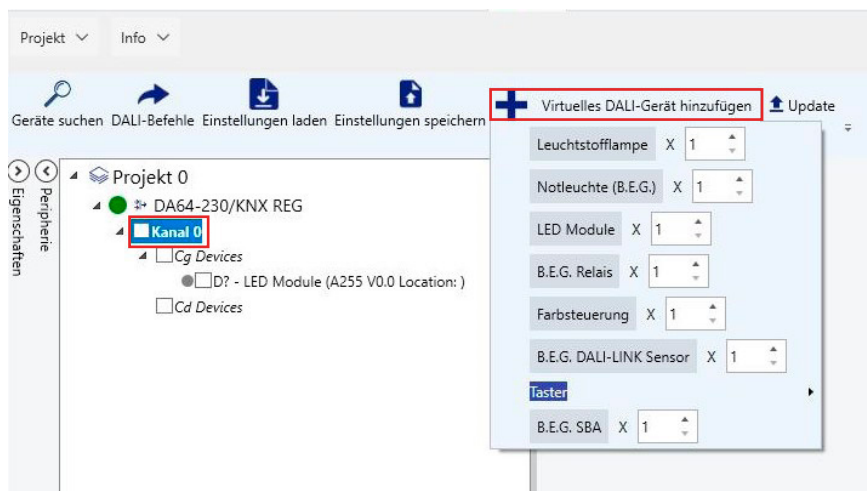 Projekt
Info
Geräte suchen
DALI-Befehle
Einstellungen laden
Einstellungen speichern
Virtuelles DALI-Gerät hinzufügen
Update
Leuchtstofflampe X 1
Notleuchte (B.E.G.) X 1
LED Module X 1
B.E.G. Relais X 1
Farbsteuerung X 1
B.E.G. DALI-LINK Sensor X 1
Taster
B.E.G. SBA X 1
Eigenschaften
Peripherie
Projekt 0
DA64-230/KNX REG
Kanal 0
Cg Devices
D? - LED Module (A255 V0.0 Location: )
Cd Devices